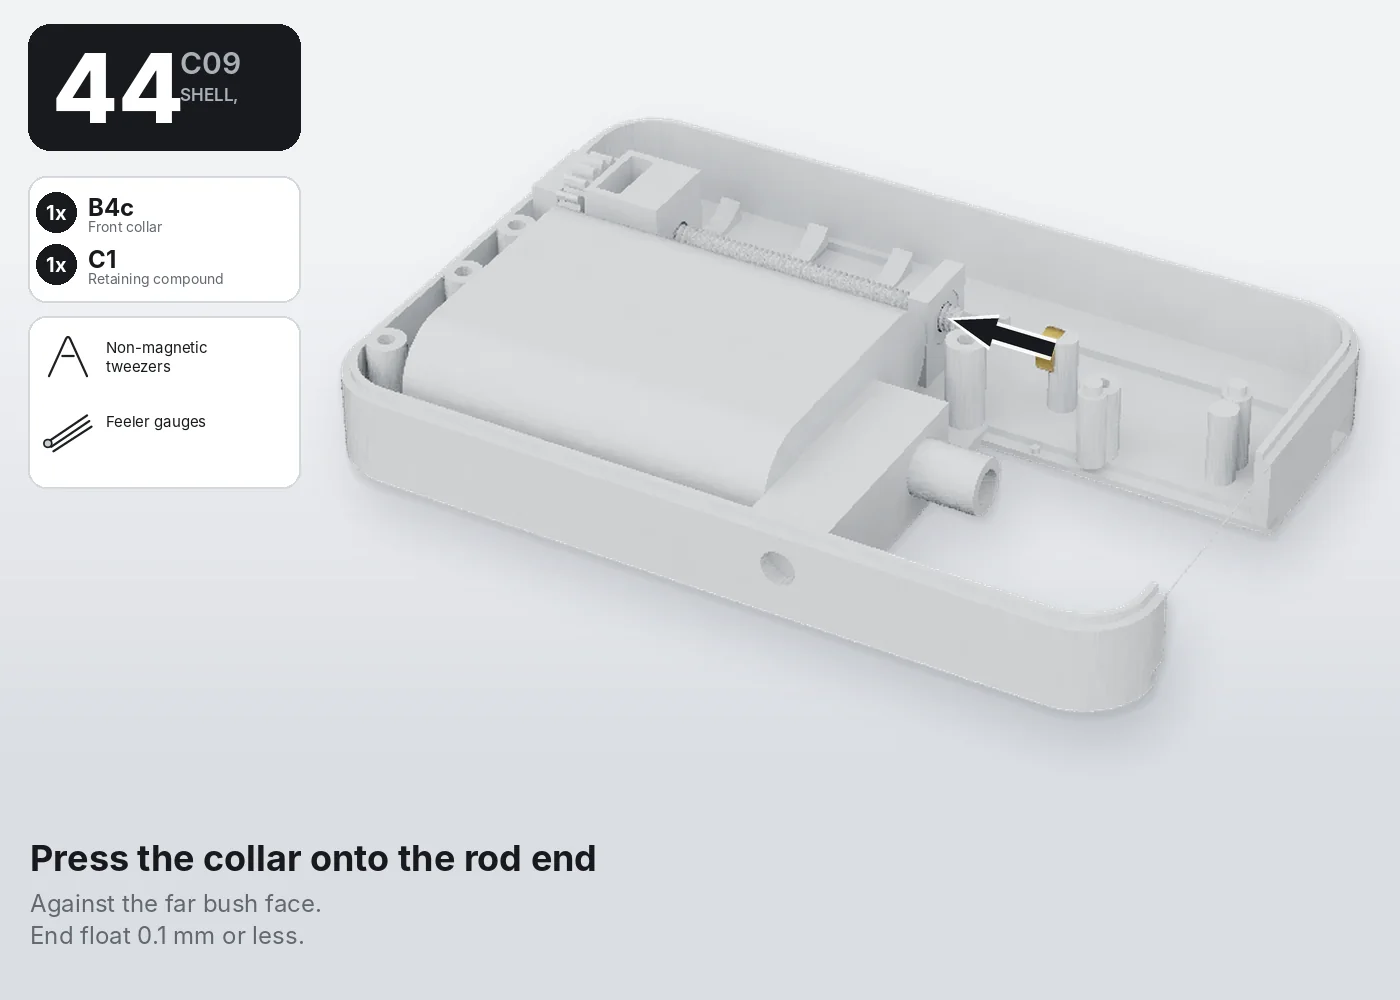 44
C09
SHELL,
1x
B4c
Front collar
1x
C1
Retaining compound
Non-magnetic
tweezers
Feeler gauges
Press the collar onto the rod end
Against the far bush face.
End float 0.1 mm or less.